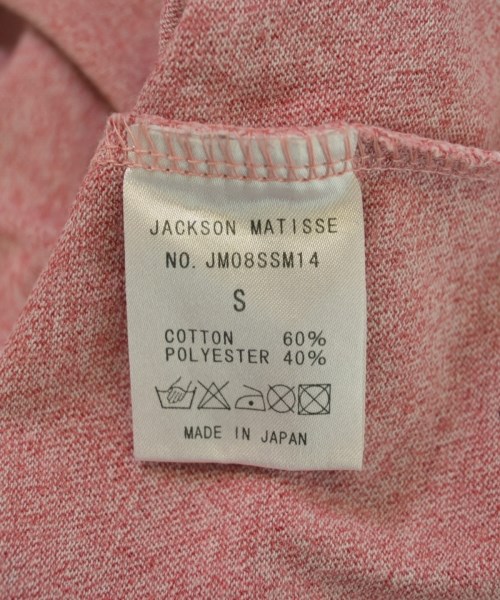 JACKSON MATISSE
NO. JM08SSM14
S
COTTON 60%
POLYESTER 40%
MADE IN JAPAN